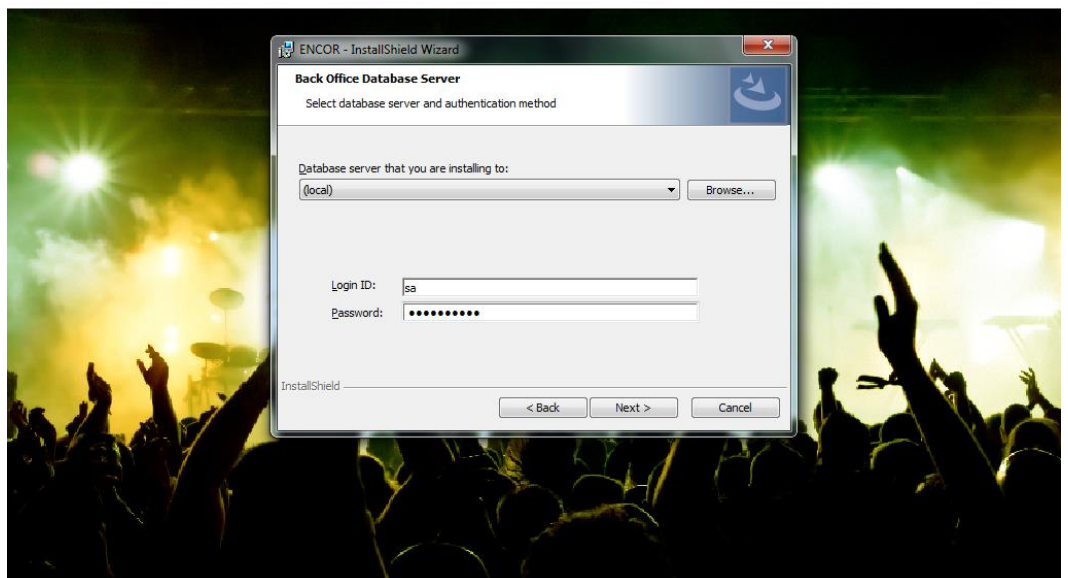 ENCOR - InstallShield Wizard
Back Office Database Server
Select database server and authentication method
Database server that you are installing to:
(local)
Browse...
Login ID:
sa
Password:
••••••••••
InstallShield
< Back
Next >
Cancel